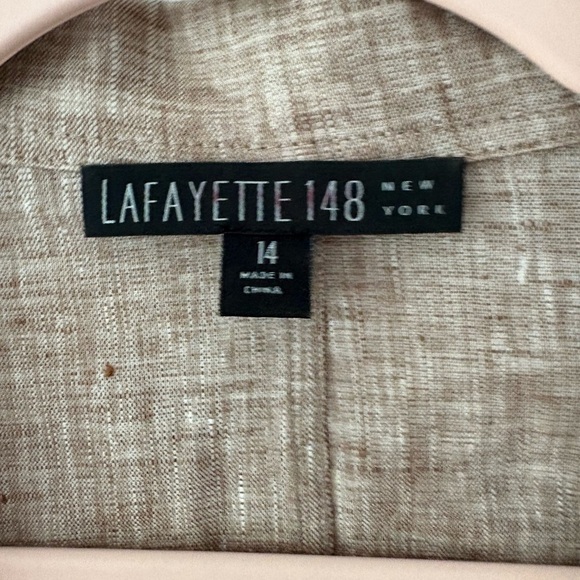 LAFAYETTE 148 NEW YORK
14
MADE IN
CHINA